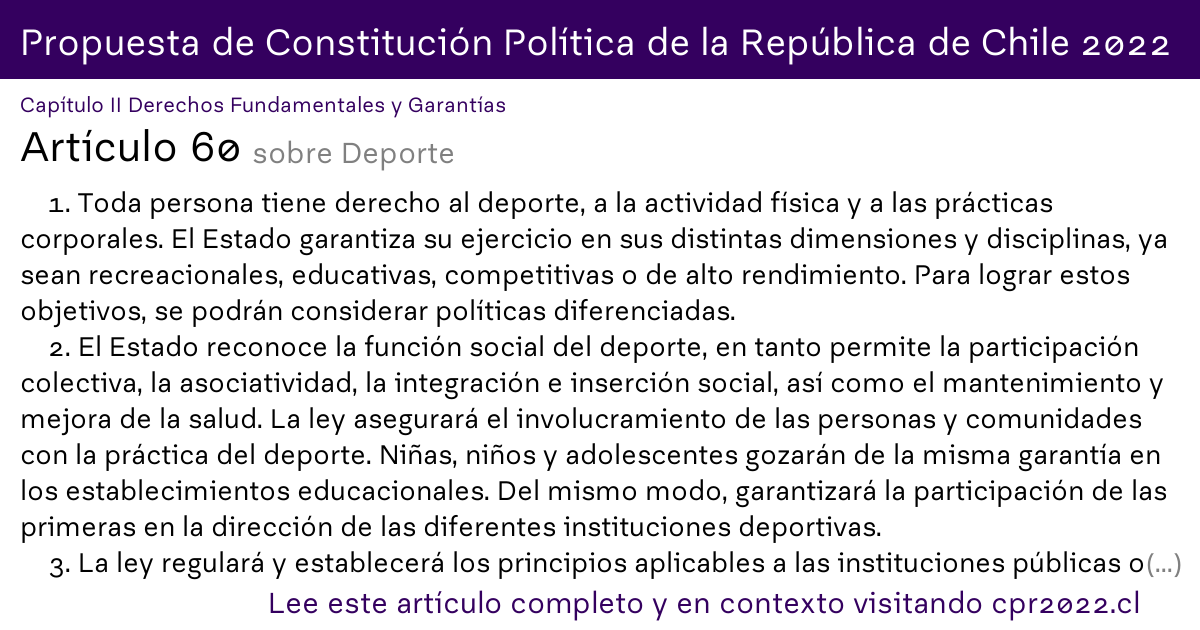 Propuesta de Constitución Política de la República de Chile 2022
Capítulo II Derechos Fundamentales y Garantías
Artículo 60 sobre Deporte
1. Toda persona tiene derecho al deporte, a la actividad física y a las prácticas
corporales. El Estado garantiza su ejercicio en sus distintas dimensiones y disciplinas, ya
sean recreacionales, educativas, competitivas o de alto rendimiento. Para lograr estos
objetivos, se podrán considerar políticas diferenciadas.
2. El Estado reconoce la función social del deporte, en tanto permite la participación
colectiva, la asociatividad, la integración e inserción social, así como el mantenimiento y
mejora de la salud. La ley asegurará el involucramiento de las personas y comunidades
con la práctica del deporte. Niñas, niños y adolescentes gozarán de la misma garantía en
los establecimientos educacionales. Del mismo modo, garantizará la participación de las
primeras en la dirección de las diferentes instituciones deportivas.
3. La ley regulará y establecerá los principios aplicables a las instituciones públicas o(...)
Lee este artículo completo y en contexto visitando cpr2022.cl